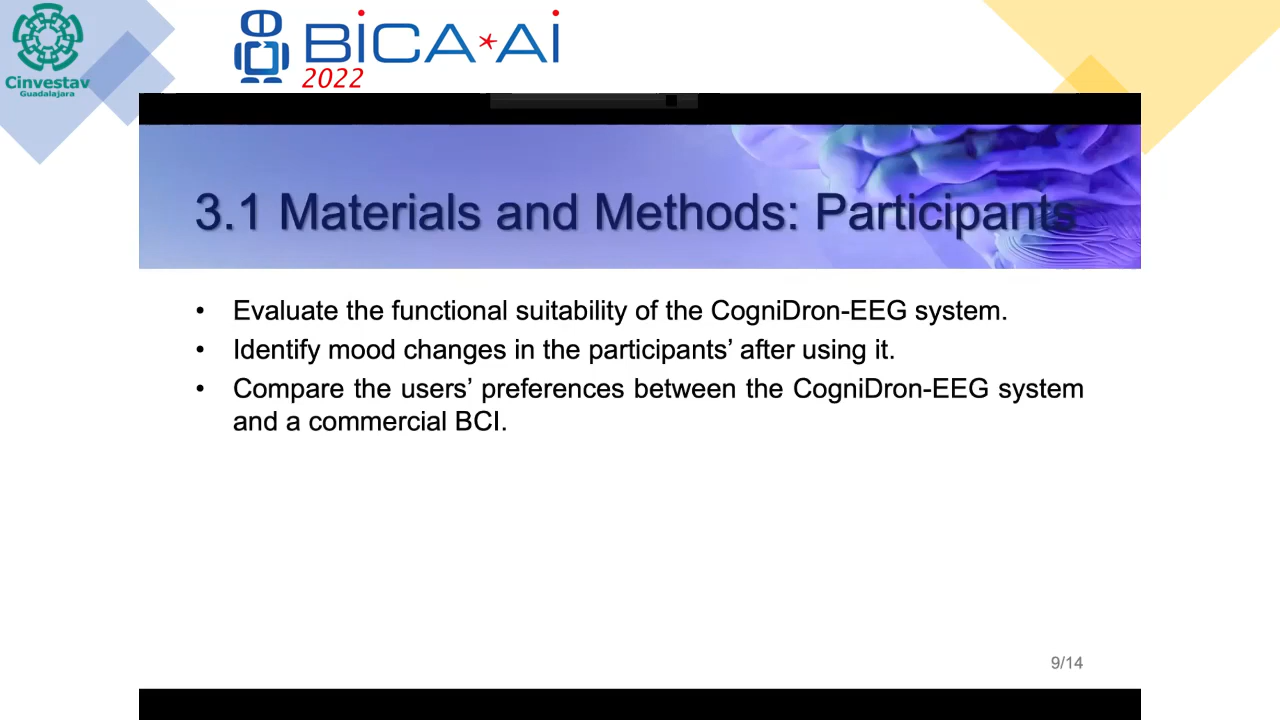 Cinvestav
Guadalajara
BiCA*Ai
2022
3.1 Materials and Methods: Participants
• Evaluate the functional suitability of the CogniDron-EEG system.
• Identify mood changes in the participants’ after using it.
• Compare the users’ preferences between the CogniDron-EEG system
and a commercial BCI.
9/14